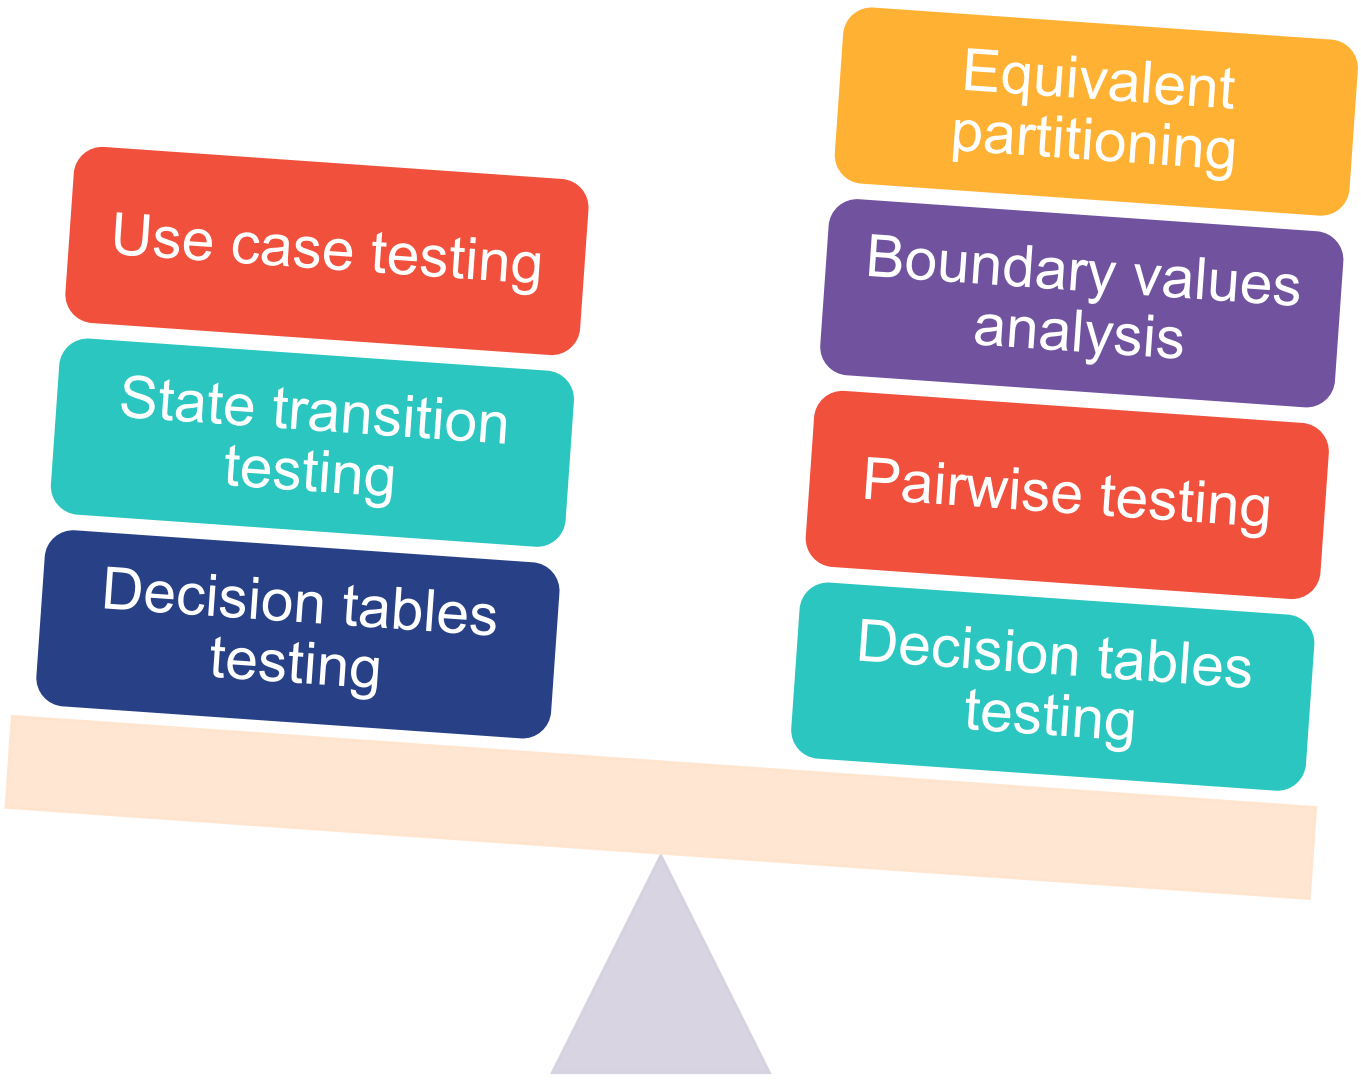 Use case testing
State transition
testing
Decision tables
testing
Equivalent
partitioning
Boundary values
analysis
Pairwise testing
Decision tables
testing